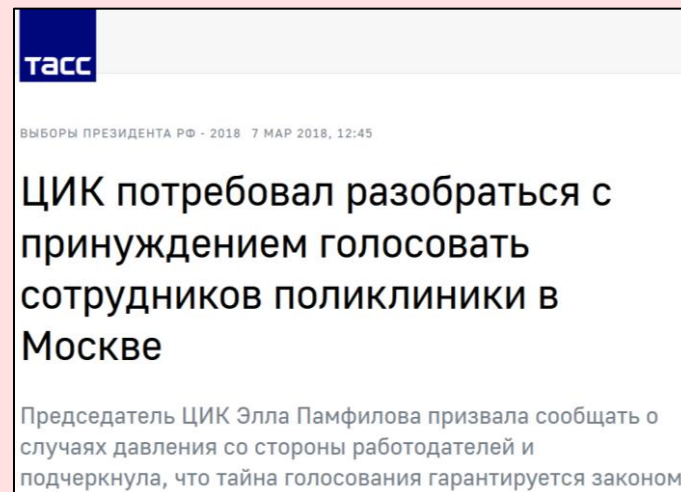 тасс
ВЫБОРЫ ПРЕЗИДЕНТА РФ - 2018 7 МАР 2018, 12:45
ЦИК потребовал разобраться с
принуждением голосовать
сотрудников поликлиники в
Москве
Председатель ЦИК Элла Памфилова призвала сообщать о
случаях давления со стороны работодателей и
подчеркнула, что тайна голосования гарантируется законом